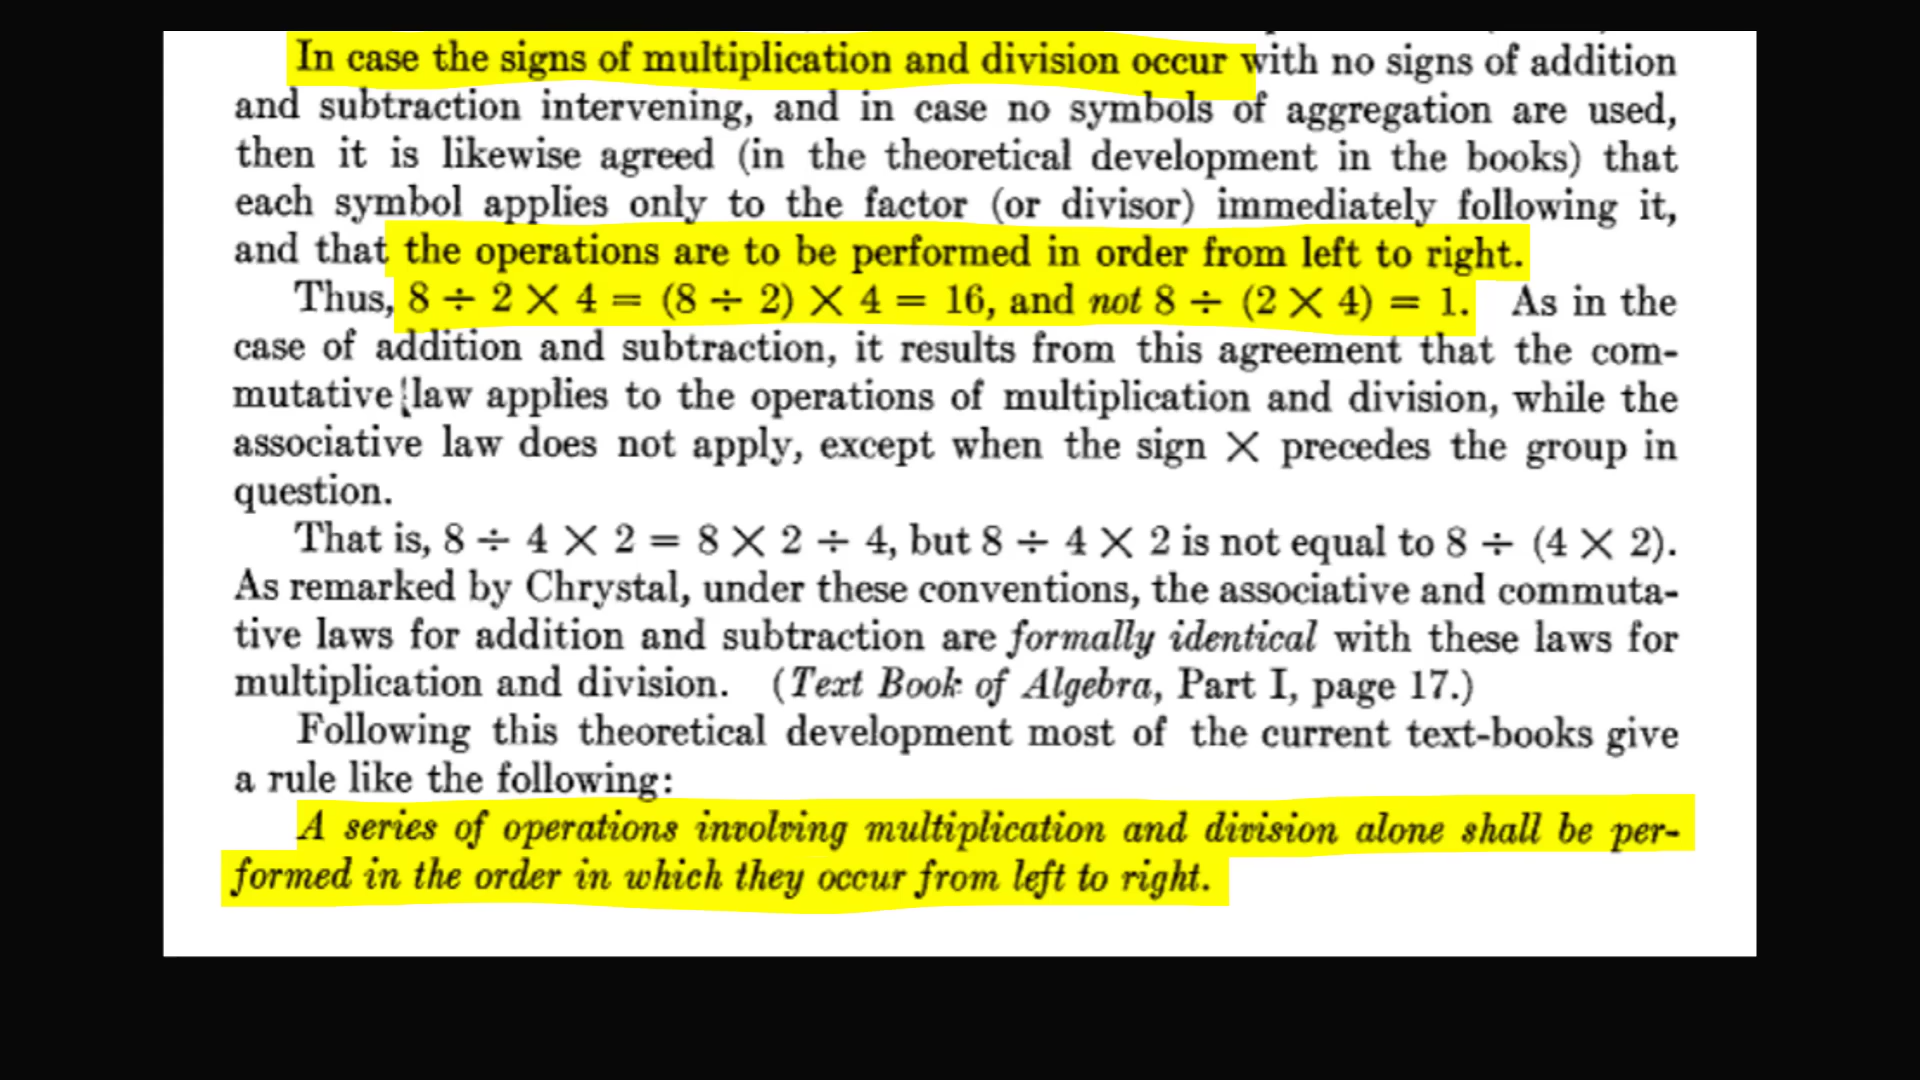 In case the signs of multiplication and division occur with no signs of addition
and subtraction intervening, and in case no symbols of aggregation are used,
then it is likewise agreed (in the theoretical development in the books) that
each symbol applies only to the factor (or divisor) immediately following it,
and that the operations are to be performed in order from left to right.
Thus, 8 ÷ 2 × 4 = (8 ÷ 2) × 4 = 16, and not 8 ÷ (2 × 4) = 1. As in the
case of addition and subtraction, it results from this agreement that the com-
mutative law applies to the operations of multiplication and division, while the
associative law does not apply, except when the sign × precedes the group in
question.
That is, 8 ÷ 4 × 2 = 8 × 2 ÷ 4, but 8 ÷ 4 × 2 is not equal to 8 ÷ (4 × 2).
As remarked by Chrystal, under these conventions, the associative and commuta-
tive laws for addition and subtraction are formally identical with these laws for
multiplication and division. (Text Book of Algebra, Part I, page 17.)
Following this theoretical development most of the current text-books give
a rule like the following:
A series of operations involving multiplication and division alone shall be per-
formed in the order in which they occur from left to right.